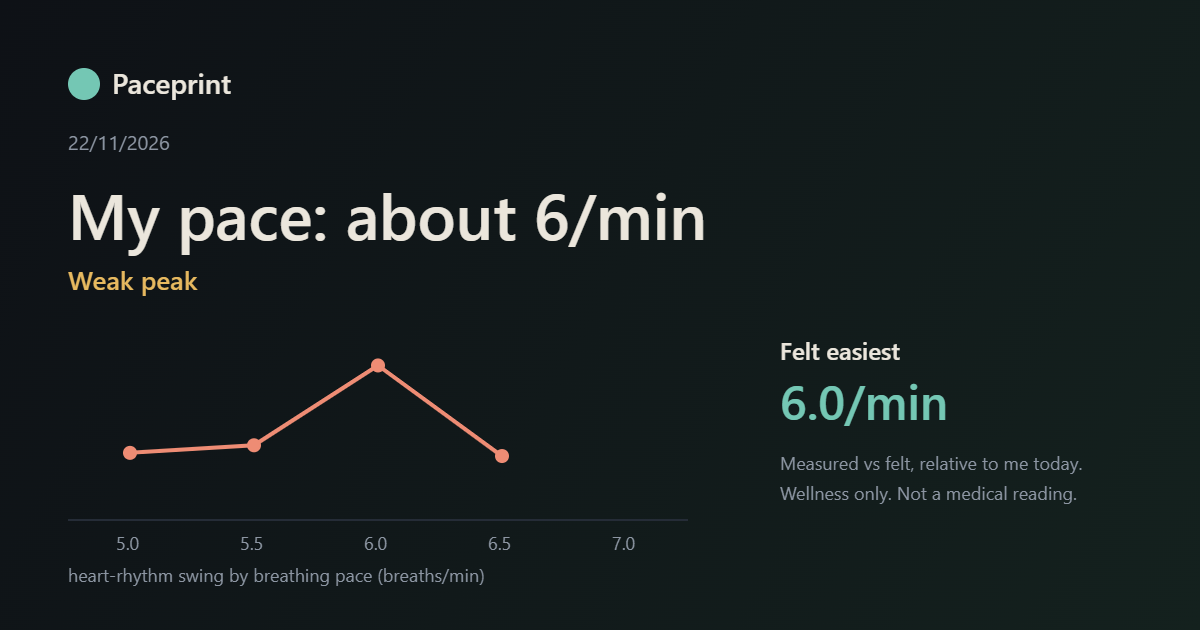 Paceprint
22/11/2026
My pace: about 6/min
Weak peak
Felt easiest
6.0/min
Measured vs felt, relative to me today.
Wellness only. Not a medical reading.
5.0 5.5 6.0 6.5 7.0
heart-rhythm swing by breathing pace (breaths/min)